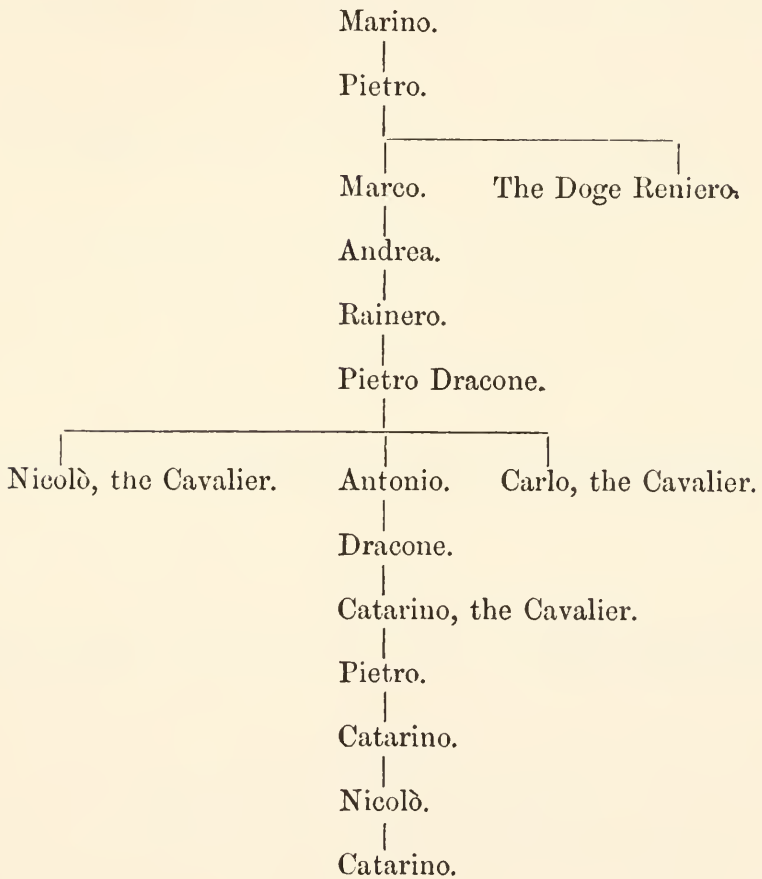 Marino.
Pietro.
Marco. The Doge Reniero.
Andrea.
Rainero.
Pietro Dracone.
Nicolò, the Cavalier. Antonio. Carlo, the Cavalier.
Dracone.
Catarino, the Cavalier.
Pietro.
Catarino.
Nicolò.
Catarino.